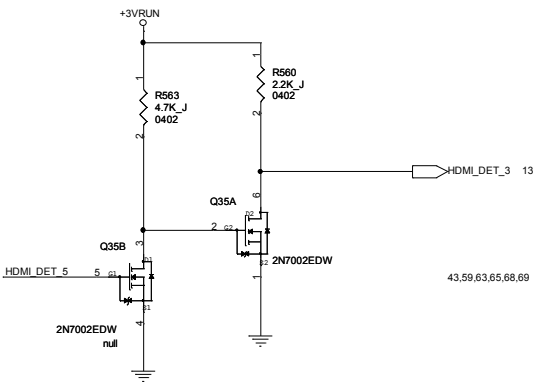 +3VRUN
1
R563
4.7K_J
0402
2
1
R560
2.2K_J
0402
2
HDMI_DET_3 13
6
Q35A
D2
2 G2
S2 2N7002EDW
1
3
Q35B
D1
HDMI_DET_5 5 G1
S1
4
2N7002EDW
null
43,59,63,65,68,69